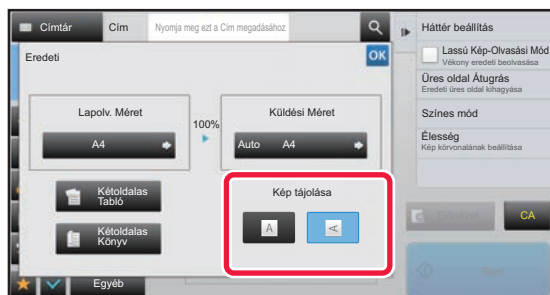 Címtár
Cím
Nyomja meg ezt a Cím megadásához
Háttér beállítás
Lassú Kép-Olvasási Mód
Vékony eredeti beolvasása
Üres oldal Átugrás
Eredeti üres oldal kihagyása
Színes mód
Élesség
Kép körvonalának beállítása
Eredeti
OK
Lapolv. Méret
100%
Küldési Méret
A4
Auto A4
Kétoldalas
Tabló
Kétoldalas
Könyv
Kép tájolása
A
A
Előnézet
CA
Start
Egyéb